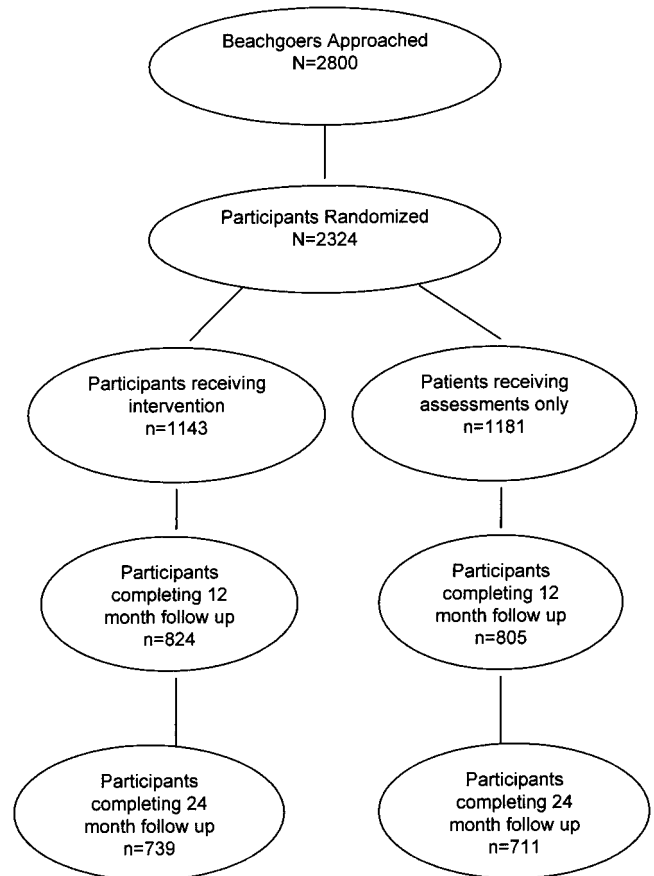 Beachgoers Approached
N=2800
Participants Randomized
N=2324
Participants receiving
intervention
n=1143
Patients receiving
assessments only
n=1181
Participants
completing 12
month follow up
n=824
Participants
completing 12
month follow up
n=805
Participants
completing 24
month follow up
n=739
Participants
completing 24
month follow up
n=711